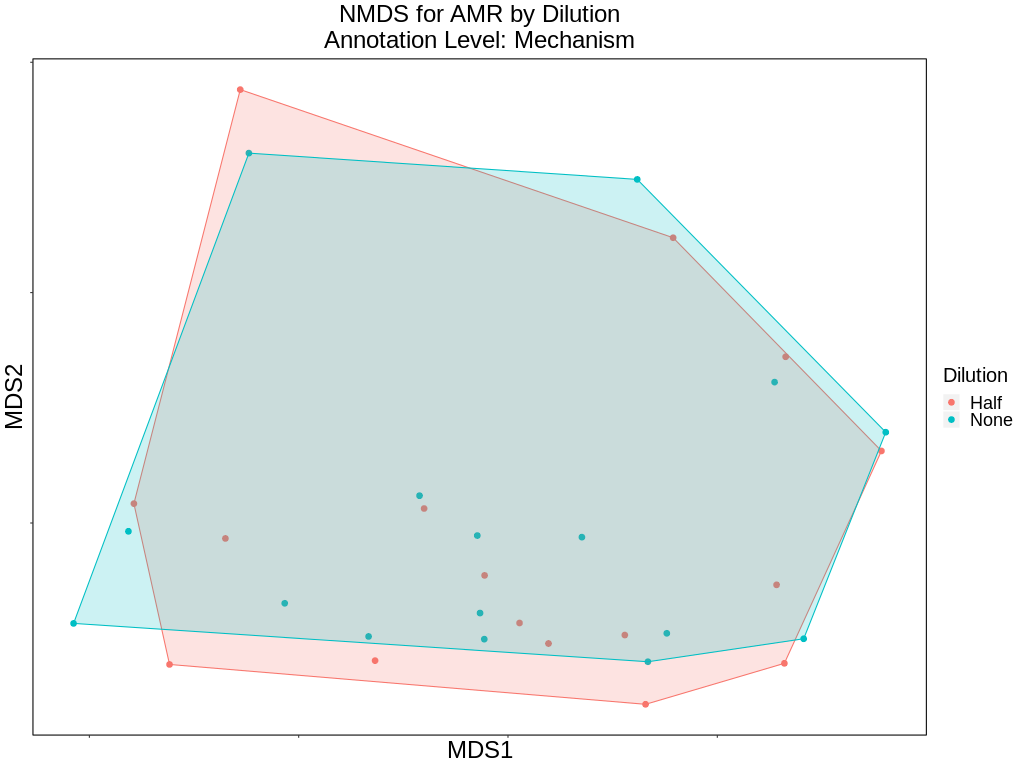 NMDS for AMR by Dilution
Annotation Level: Mechanism
MDS2
Dilution
Half
None
MDS1